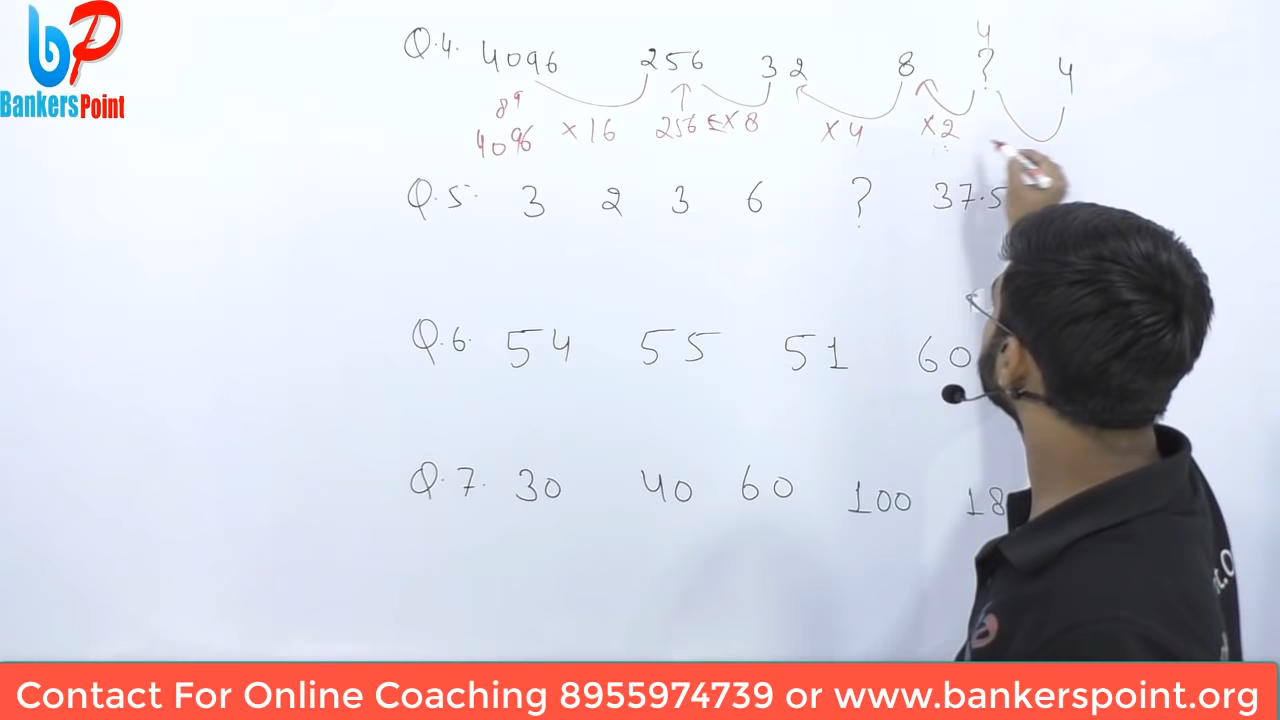 bp
BankersPoint
4
Q.4. 4096 256 32 8 ? 4
89
4096 ×16 256 ×8 ×4 ×2
Q.5. 3 2 3 6 ? 37.5
Q.6. 54 55 51 60
Q.7. 30 40 60 100 18
Contact For Online Coaching 8955974739 or www.bankerspoint.org